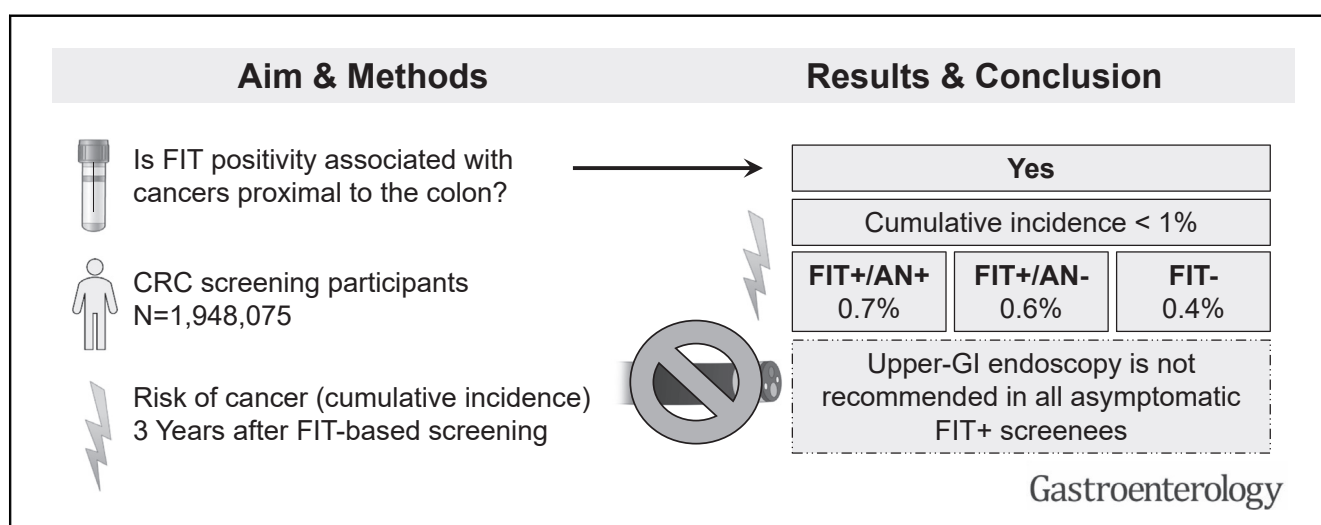 Aim & Methods
Is FIT positivity associated with
cancers proximal to the colon?
CRC screening participants
N=1,948,075
Risk of cancer (cumulative incidence)
3 Years after FIT-based screening
Results & Conclusion
Yes
Cumulative incidence < 1%
FIT+/AN+
0.7%
FIT+/AN-
0.6%
FIT-
0.4%
Upper-GI endoscopy is not
recommended in all asymptomatic
FIT+ screenees
Gastroenterology